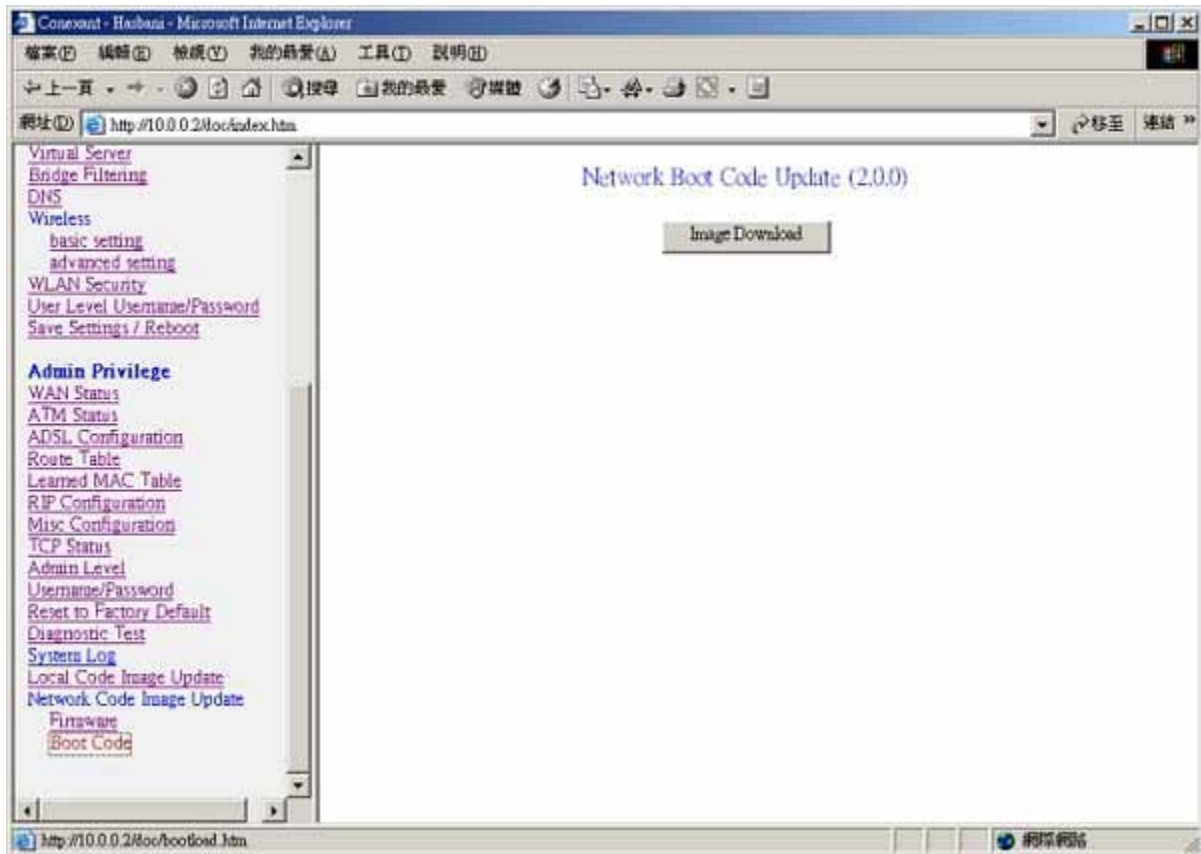 Conexant - Hasbani - Microsoft Internet Explorer
檔案(F) 編輯(E) 檢視(V) 我的最愛(A) 工具(T) 說明(H)
上一頁 搜尋 我的最愛 媒體
網址(D) http://10.0.0.2/doc/index.htm 移至 連結 »
Virtual Server
Bridge Filtering
DNS
Wireless
basic setting
advanced setting
WLAN Security
User Level Username/Password
Save Settings / Reboot
Admin Privilege
WAN Status
ATM Status
ADSL Configuration
Route Table
Learned MAC Table
RIP Configuration
Misc Configuration
TCP Status
Admin Level
Username/Password
Reset to Factory Default
Diagnostic Test
System Log
Local Code Image Update
Network Code Image Update
Firmware
Boot Code
Network Boot Code Update (2.0.0)
Image Download
http://10.0.0.2/doc/bootload.htm 網際網路